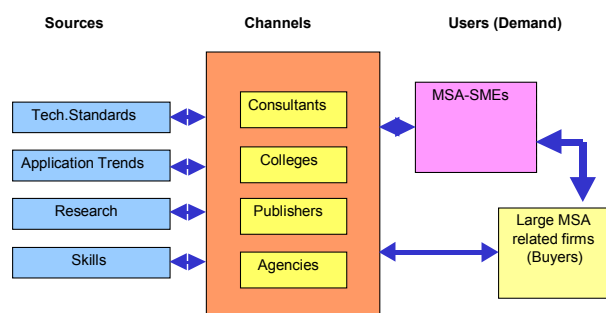 Sources
Channels
Users (Demand)
Tech.Standards
Application Trends
Research
Skills
Consultants
Colleges
Publishers
Agencies
MSA-SMEs
Large MSA
related firms
(Buyers)